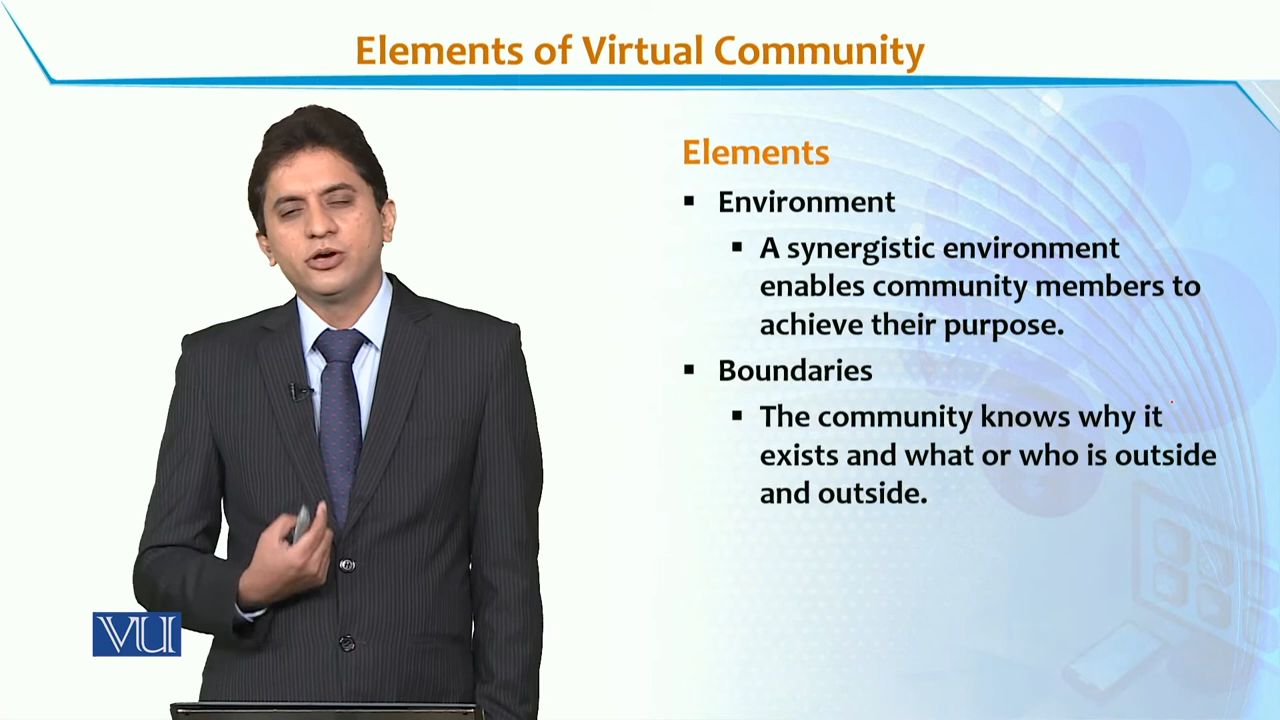 Elements of Virtual Community
Elements
▪ Environment
▪ A synergistic environment
enables community members to
achieve their purpose.
▪ Boundaries
▪ The community knows why it
exists and what or who is outside
and outside.
VU